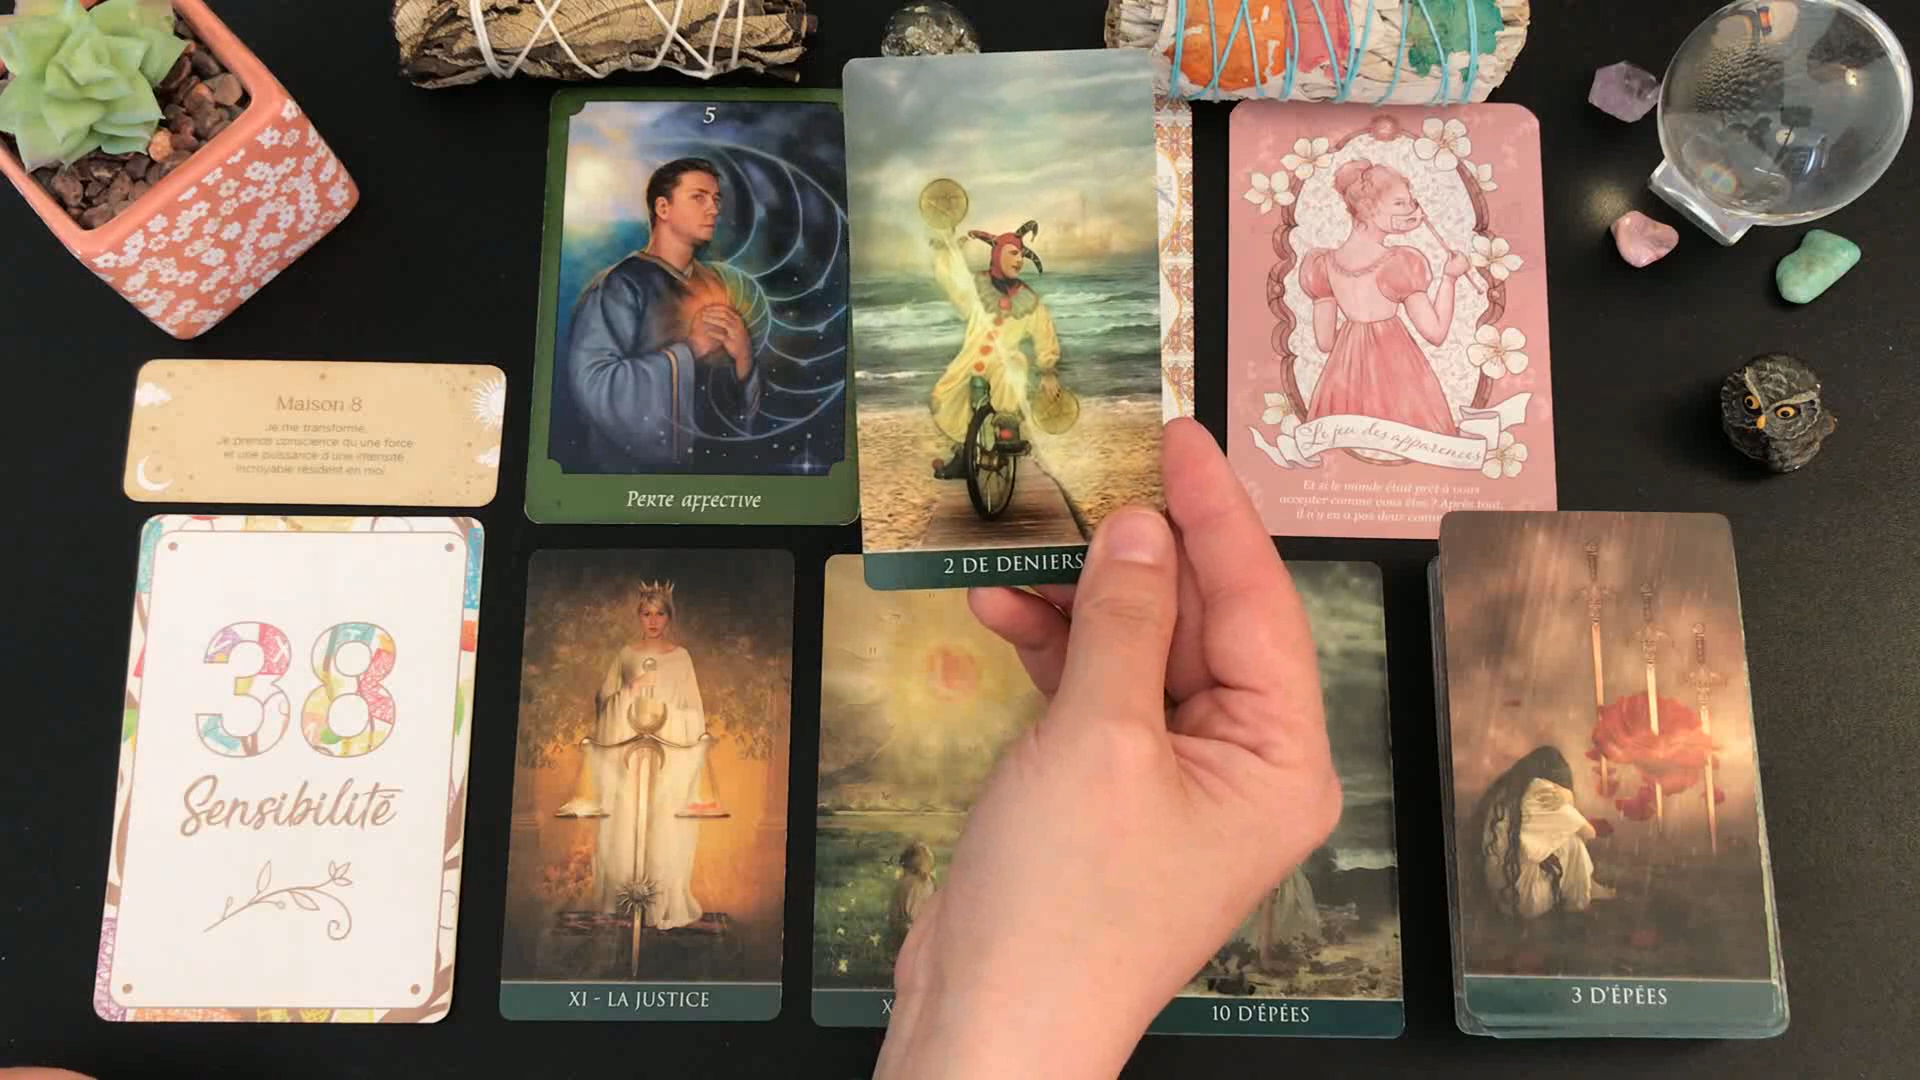 5
Perte affective
2 DE DENIERS
Le jeu des apparences
Et si le monde était prêt à vous
accepter comme vous êtes ? Après tout,
il n'y en a pas deux
Maison 8
Je me transforme,
Je prends conscience qu'une force
et une puissance d'une intensité
incroyable résident en moi
38
Sensibilité
XI - LA JUSTICE
X
10 D'ÉPÉES
3 D'ÉPÉES